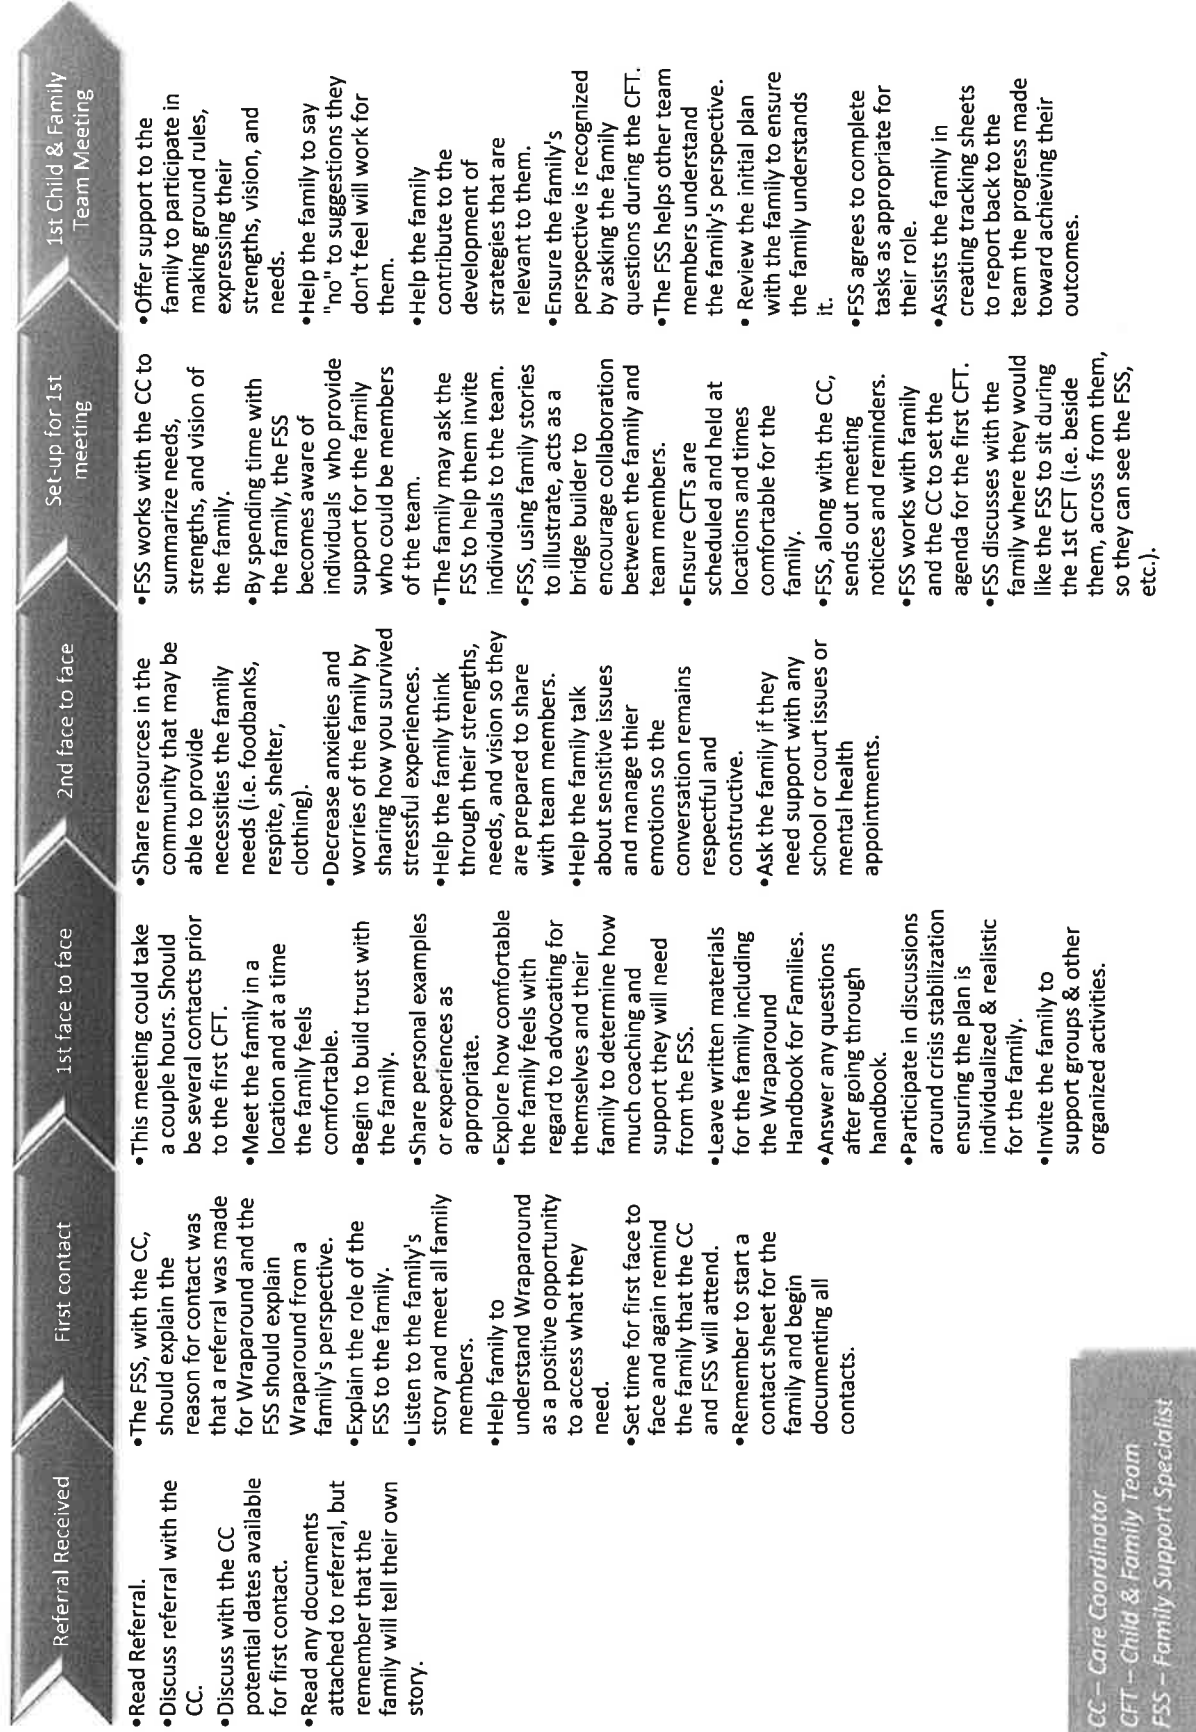 Referral Received
•Read Referral.
•Discuss referral with the
CC.
•Discuss with the CC
potential dates available
for first contact.
•Read any documents
attached to referral, but
remember that the
family will tell their own
story.
First contact
•The FSS, with the CC,
should explain the
reason for contact was
that a referral was made
for Wraparound and the
FSS should explain
Wraparound from a
family's perspective.
•Explain the role of the
FSS to the family.
•Listen to the family's
story and meet all family
members.
•Help family to
understand Wraparound
as a positive opportunity
to access what they
need.
•Set time for first face to
face and again remind
the family that the CC
and FSS will attend.
•Remember to start a
contact sheet for the
family and begin
documenting all
contacts.
1st face to face
•This meeting could take
a couple hours. Should
be several contacts prior
to the first CFT.
•Meet the family in a
location and at a time
the family feels
comfortable.
•Begin to build trust with
the family.
•Share personal examples
or experiences as
appropriate.
•Explore how comfortable
the family feels with
regard to advocating for
themselves and their
family to determine how
much coaching and
support they will need
from the FSS.
•Leave written materials
for the family including
the Wraparound
Handbook for Families.
•Answer any questions
after going through
handbook.
•Participate in discussions
around crisis stabilization
ensuring the plan is
individualized & realistic
for the family.
•Invite the family to
support groups & other
organized activities.
2nd face to face
•Share resources in the
community that may be
able to provide
necessities the family
needs (i.e. foodbanks,
respite, shelter,
clothing).
•Decrease anxieties and
worries of the family by
sharing how you survived
stressful experiences.
•Help the family think
through their strengths,
needs, and vision so they
are prepared to share
with team members.
•Help the family talk
about sensitive issues
and manage thier
emotions so the
conversation remains
respectful and
constructive.
•Ask the family if they
need support with any
school or court issues or
mental health
appointments.
Set-up for 1st
meeting
•FSS works with the CC to
summarize needs,
strengths, and vision of
the family.
•By spending time with
the family, the FSS
becomes aware of
individuals who provide
support for the family
who could be members
of the team.
•The family may ask the
FSS to help them invite
individuals to the team.
•FSS, using family stories
to illustrate, acts as a
bridge builder to
encourage collaboration
between the family and
team members.
•Ensure CFTs are
scheduled and held at
locations and times
comfortable for the
family.
•FSS, along with the CC,
sends out meeting
notices and reminders.
•FSS works with family
and the CC to set the
agenda for the first CFT.
•FSS discusses with the
family where they would
like the FSS to sit during
the 1st CFT (i.e. beside
them, across from them,
so they can see the FSS,
etc.).
1st Child & Family
Team Meeting
•Offer support to the
family to participate in
making ground rules,
expressing their
strengths, vision, and
needs.
•Help the family to say
"no" to suggestions they
don't feel will work for
them.
•Help the family
contribute to the
development of
strategies that are
relevant to them.
•Ensure the family's
perspective is recognized
by asking the family
questions during the CFT.
•The FSS helps other team
members understand
the family's perspective.
• Review the initial plan
with the family to ensure
the family understands
it.
•FSS agrees to complete
tasks as appropriate for
their role.
•Assists the family in
creating tracking sheets
to report back to the
team the progress made
toward achieving their
outcomes.
CC – Care Coordinator
CFT – Child & Family Team
FSS – Family Support Specialist